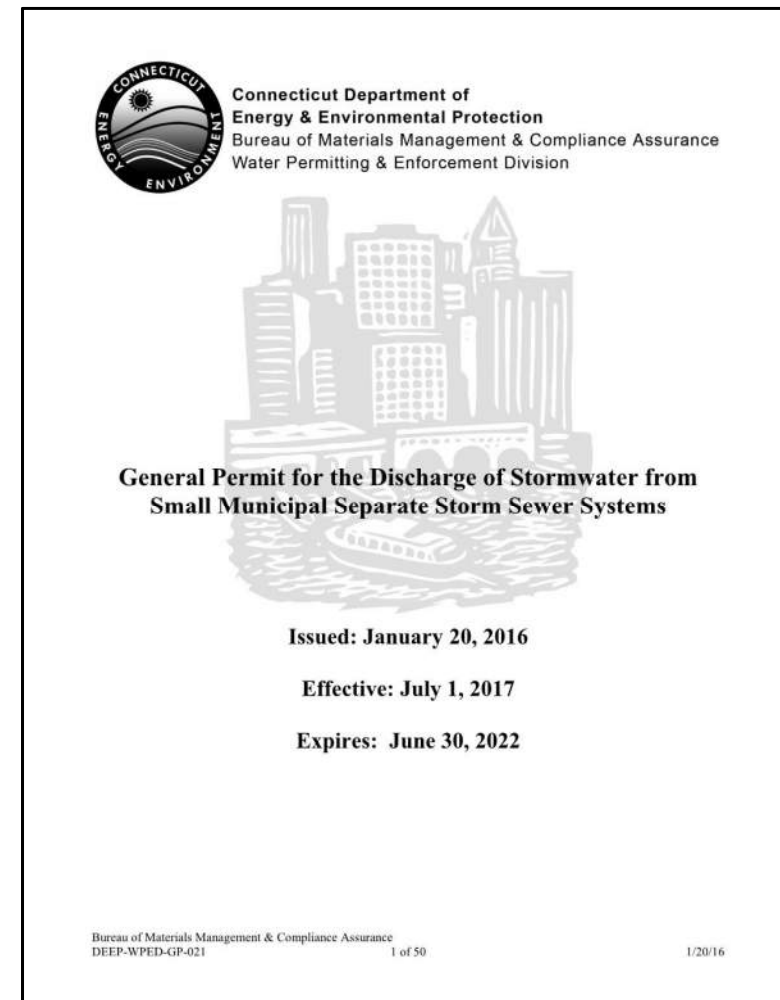 CONNECTICUT
ENERGY
ENVIRONMENT
Connecticut Department of
Energy & Environmental Protection
Bureau of Materials Management & Compliance Assurance
Water Permitting & Enforcement Division
General Permit for the Discharge of Stormwater from
Small Municipal Separate Storm Sewer Systems
Issued: January 20, 2016
Effective: July 1, 2017
Expires: June 30, 2022
Bureau of Materials Management & Compliance Assurance
DEEP-WPED-GP-021 1 of 50 1/20/16